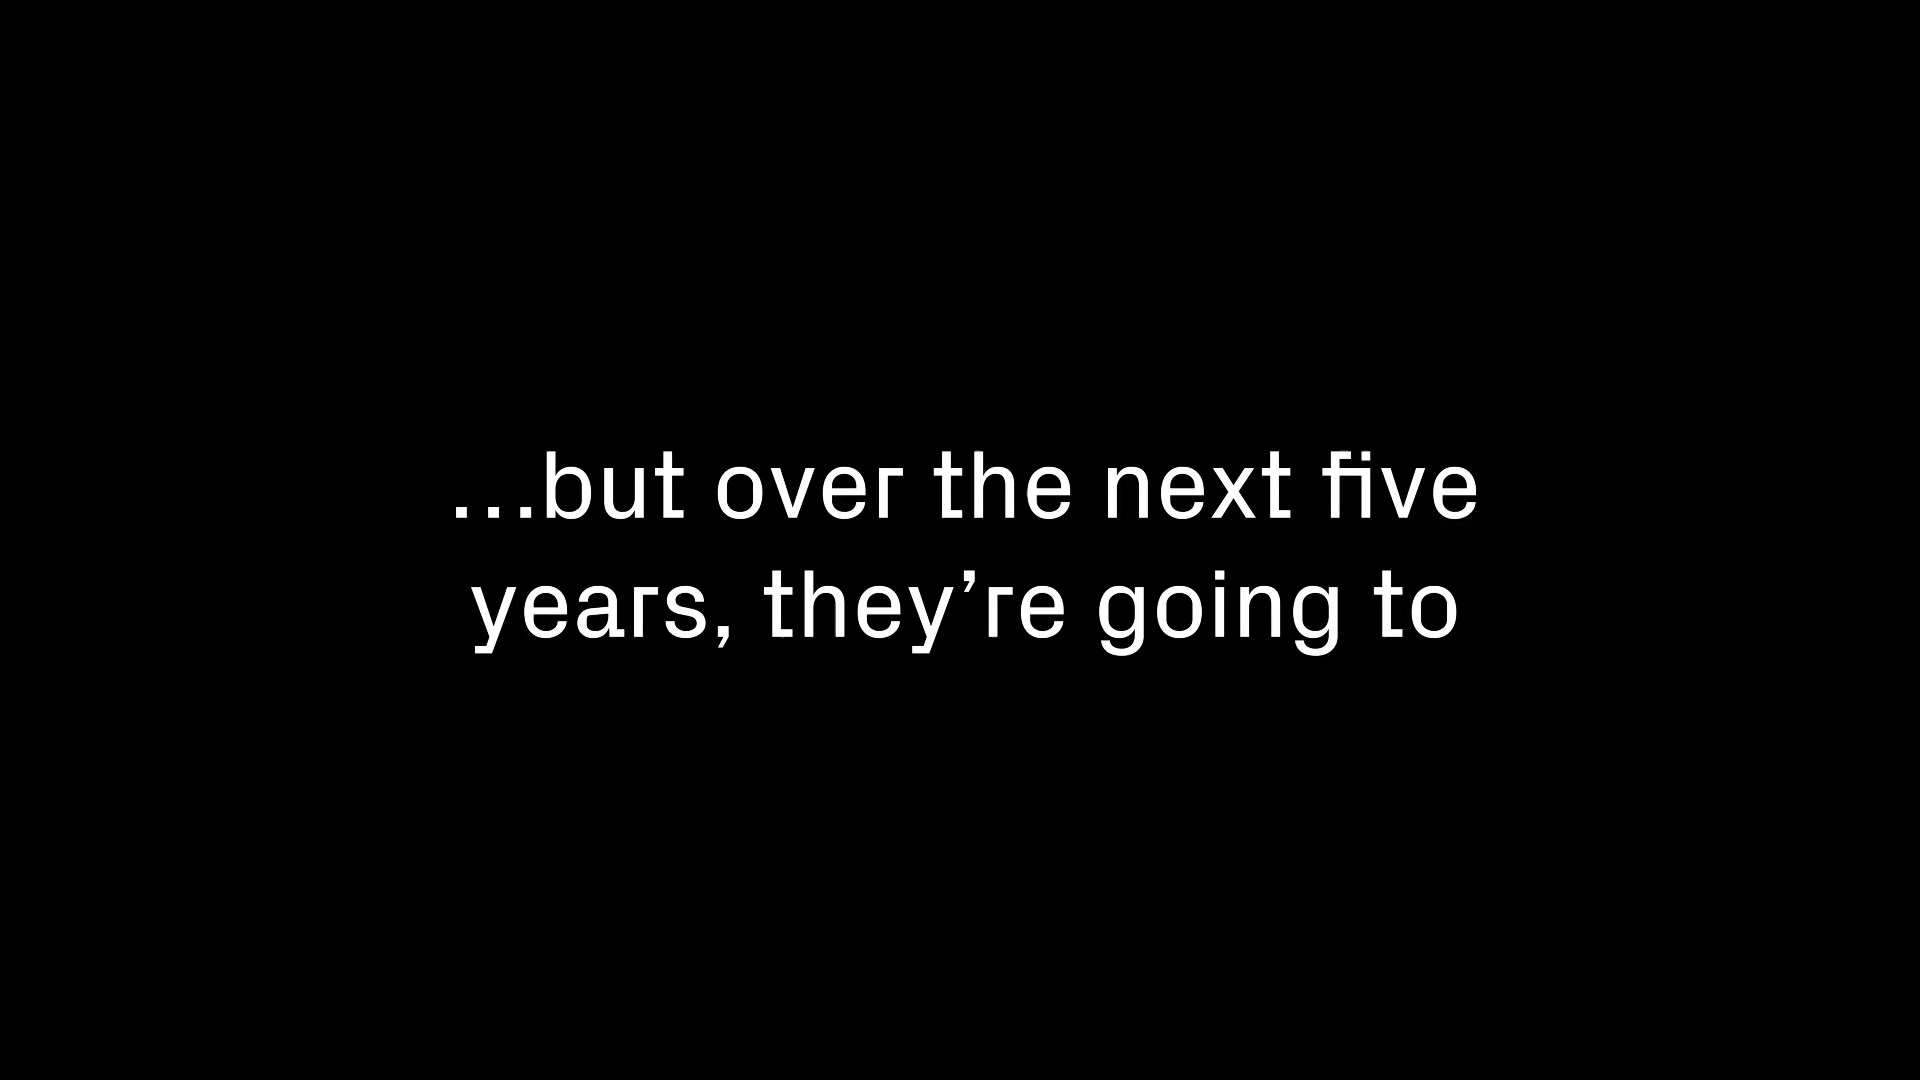 …but over the next five
years, they’re going to